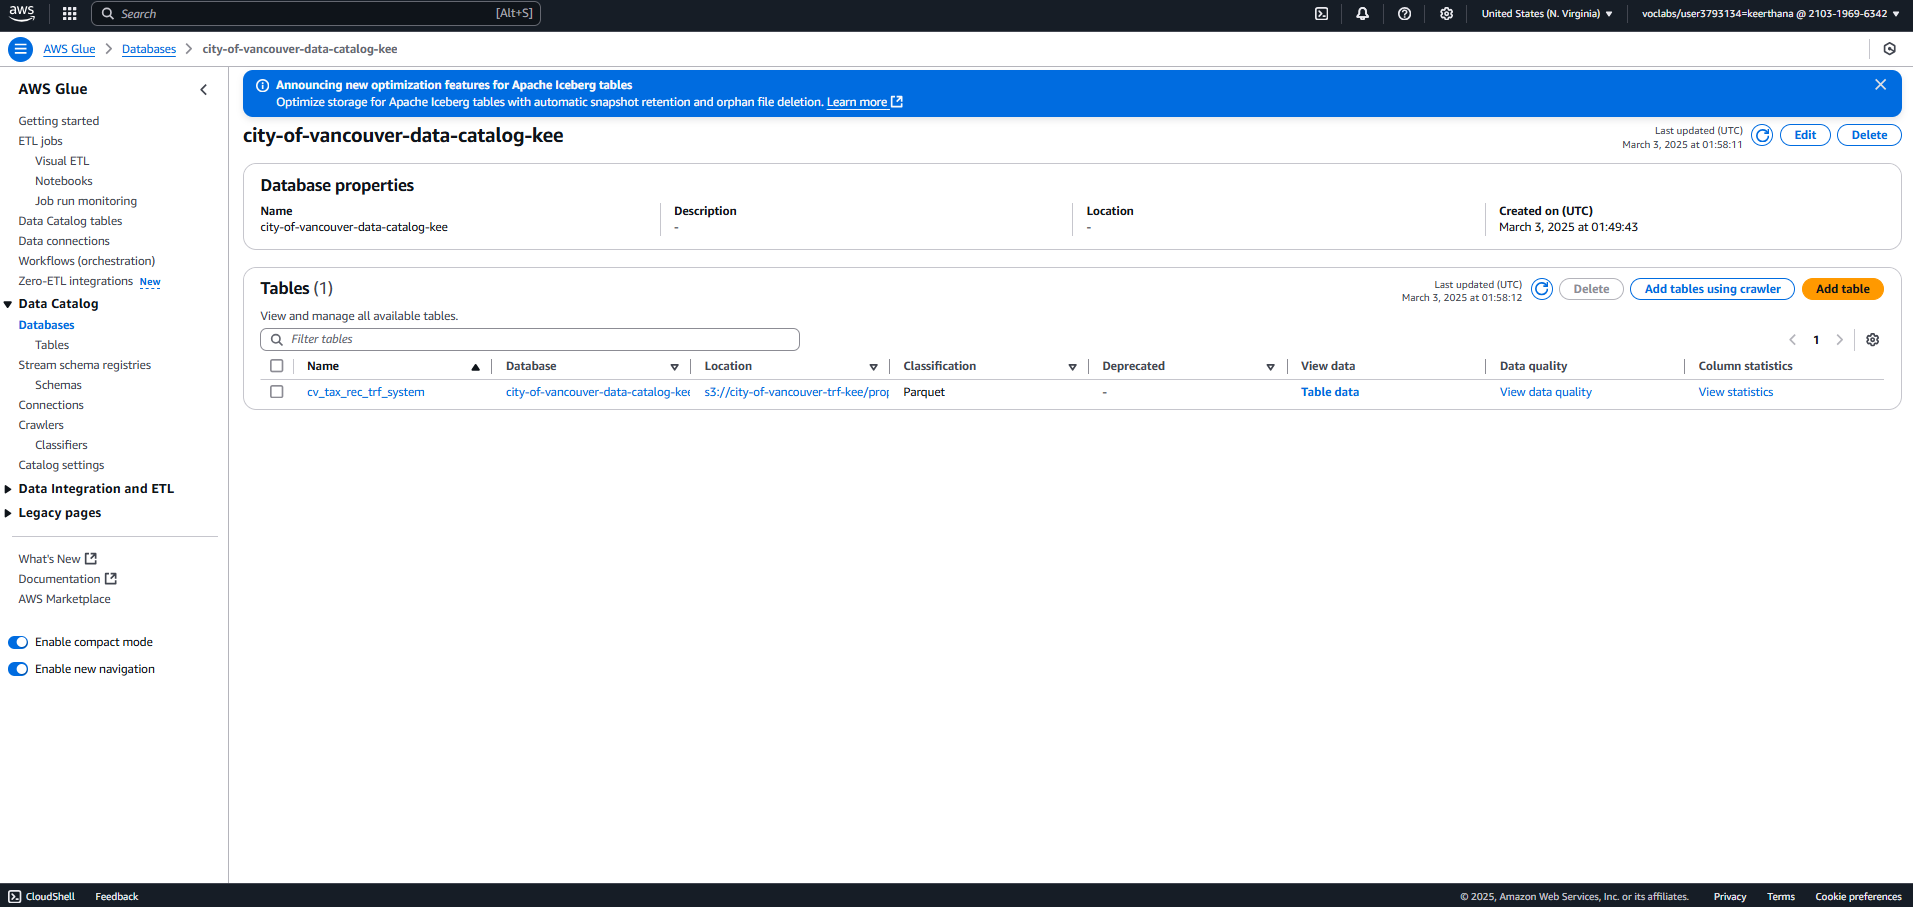 aws
Search [Alt+S]
United States (N. Virginia)
voclabs/user3793134=keerthana @ 2103-1969-6342
AWS Glue
Databases
city-of-vancouver-data-catalog-kee
AWS Glue
Getting started
ETL jobs
Visual ETL
Notebooks
Job run monitoring
Data Catalog tables
Data connections
Workflows (orchestration)
Zero-ETL integrations New
Data Catalog
Databases
Tables
Stream schema registries
Schemas
Connections
Crawlers
Classifiers
Catalog settings
Data Integration and ETL
Legacy pages
What's New
Documentation
AWS Marketplace
Enable compact mode
Enable new navigation
Announcing new optimization features for Apache Iceberg tables
Optimize storage for Apache Iceberg tables with automatic snapshot retention and orphan file deletion. Learn more
city-of-vancouver-data-catalog-kee
Last updated (UTC)
March 3, 2025 at 01:58:11
Edit
Delete
Database properties
Name
city-of-vancouver-data-catalog-kee
Description
-
Location
-
Created on (UTC)
March 3, 2025 at 01:49:43
Tables (1)
Last updated (UTC)
March 3, 2025 at 01:58:12
Delete
Add tables using crawler
Add table
View and manage all available tables.
Filter tables
1
Name Database Location Classification Deprecated View data Data quality Column statistics
cv_tax_rec_trf_system city-of-vancouver-data-catalog-kee s3://city-of-vancouver-trf-kee/prop Parquet - Table data View data quality View statistics
CloudShell Feedback
© 2025, Amazon Web Services, Inc. or its affiliates. Privacy Terms Cookie preferences